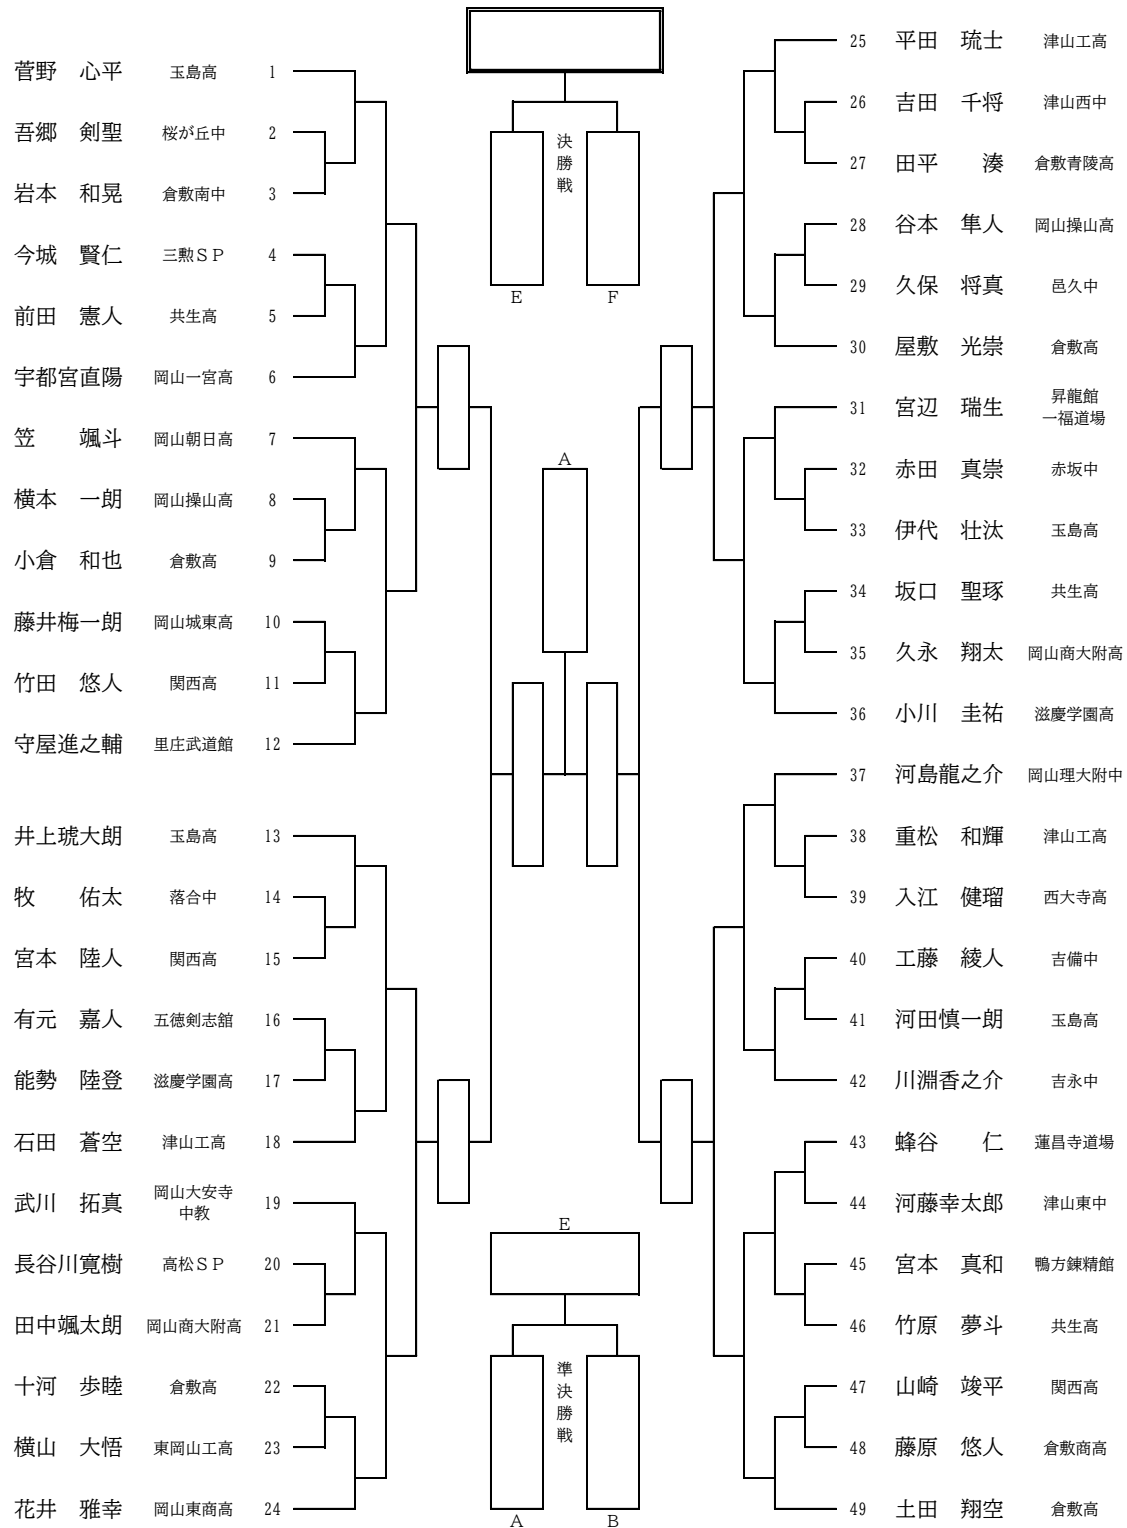 菅野　心平　玉島高　1
吾郷　剣聖　桜が丘中　2
岩本　和晃　倉敷南中　3
今城　賢仁　三勲ＳＰ　4
前田　憲人　共生高　5
宇都宮直陽　岡山一宮高　6
笠　　颯斗　岡山朝日高　7
横本　一朗　岡山操山高　8
小倉　和也　倉敷高　9
藤井梅一朗　岡山城東高　10
竹田　悠人　関西高　11
守屋進之輔　里庄武道館　12
井上琥大朗　玉島高　13
牧　　佑太　落合中　14
宮本　陸人　関西高　15
有元　嘉人　五徳剣志舘　16
能勢　陸登　滋慶学園高　17
石田　蒼空　津山工高　18
武川　拓真　岡山大安寺
中教　19
長谷川寛樹　高松ＳＰ　20
田中颯太朗　岡山商大附高　21
十河　歩睦　倉敷高　22
横山　大悟　東岡山工高　23
花井　雅幸　岡山東商高　24
決勝戦
E　F
A
E
準決勝戦
A　B
25　平田　琉士　津山工高
26　吉田　千将　津山西中
27　田平　　湊　倉敷青陵高
28　谷本　隼人　岡山操山高
29　久保　将真　邑久中
30　屋敷　光崇　倉敷高
31　宮辺　瑞生　昇龍館
一福道場
32　赤田　真崇　赤坂中
33　伊代　壮汰　玉島高
34　坂口　聖琢　共生高
35　久永　翔太　岡山商大附高
36　小川　圭祐　滋慶学園高
37　河島龍之介　岡山理大附中
38　重松　和輝　津山工高
39　入江　健瑠　西大寺高
40　工藤　綾人　吉備中
41　河田慎一朗　玉島高
42　川淵香之介　吉永中
43　蜂谷　　仁　蓮昌寺道場
44　河藤幸太郎　津山東中
45　宮本　真和　鴨方錬精館
46　竹原　夢斗　共生高
47　山崎　竣平　関西高
48　藤原　悠人　倉敷商高
49　土田　翔空　倉敷高